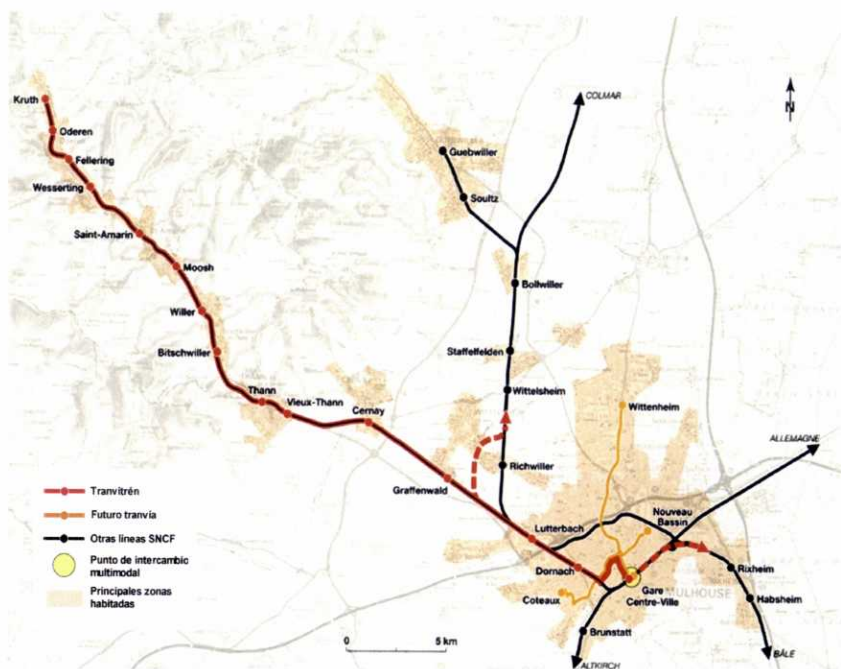 COLMAR
N
Kruth
Oderen
Fellering
Wesserting
Guebwiller
Soultz
Saint-Amarin
Moosh
Bollwiller
Willer
Bitschwiller
Staffelfelden
Thann
Vieux-Thann
Cernay
Wittelsheim
Wittenheim
ALLEMAGNE
Richwiller
Graffenwald
Tranvitrén
Futuro tranvía
Otras líneas SNCF
Punto de intercambio
multimodal
Principales zonas
habitadas
Nouveau
Bassin
Lutterbach
Dornach
Rixheim
Coteaux
Gare
Centre-Ville
MULHOUSE
Habsheim
Brunstatt
0
5 km
ALTKIRCH
BÂLE